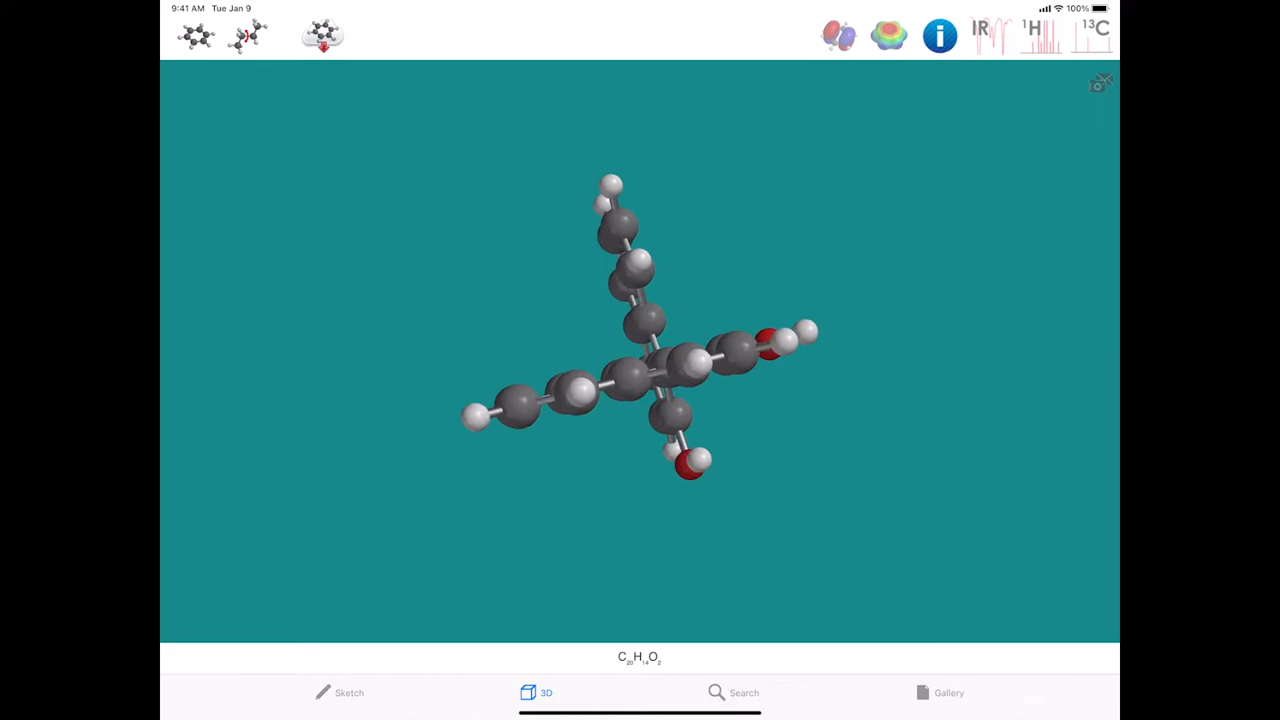 9:41 AM Tue Jan 9
100%
i
IR
¹H
¹³C
C₂₀H₁₄O₂
Sketch
3D
Search
Gallery